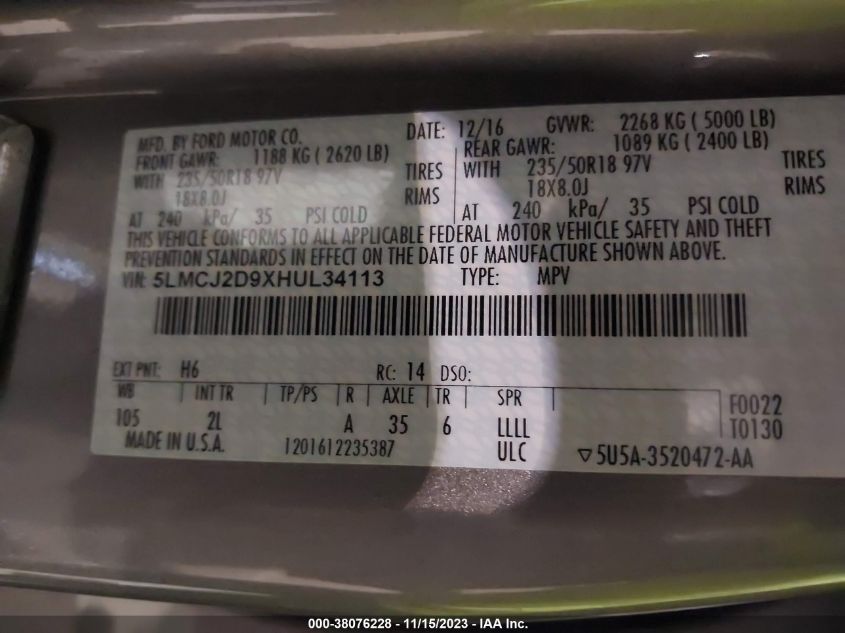 MFD. BY FORD MOTOR CO. DATE: 12/16 GVWR: 2268 KG ( 5000 LB)
FRONT GAWR: 1188 KG ( 2620 LB) REAR GAWR: 1089 KG ( 2400 LB)
WITH 235/50R18 97V TIRES WITH 235/50R18 97V TIRES
18X8.0J RIMS 18X8.0J RIMS
AT 240 kPa/ 35 PSI COLD AT 240 kPa/ 35 PSI COLD
THIS VEHICLE CONFORMS TO ALL APPLICABLE FEDERAL MOTOR VEHICLE SAFETY AND THEFT
PREVENTION STANDARDS IN EFFECT ON THE DATE OF MANUFACTURE SHOWN ABOVE.
VIN: 5LMCJ2D9XHUL34113 TYPE: MPV
EXT PNT: H6 RC: 14 DSO:
WB INT TR TP/PS R AXLE TR SPR F0022
105 2L A 35 6 LLLL T0130
MADE IN U.S.A. 1201612235387 ULC ▽5U5A-3520472-AA
000-38076228 - 11/15/2023 - IAA Inc.